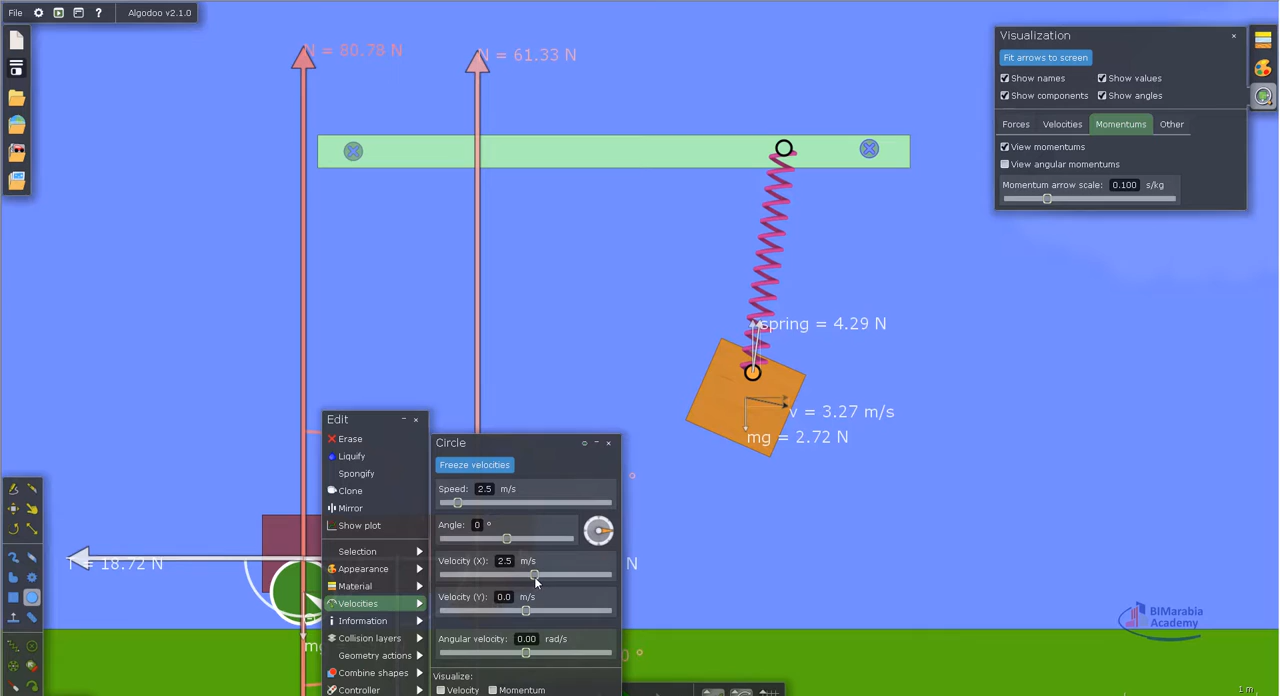 File ? Algodoo v2.1.0
N = 80.78 N
N = 61.33 N
spring = 4.29 N
v = 3.27 m/s
mg = 2.72 N
Visualization
Fit arrows to screen
Show names Show values
Show components Show angles
Forces Velocities Momentums Other
View momentums
View angular momentums
Momentum arrow scale: 0.100 s/kg
Edit
Erase
Liquify
Spongify
Clone
Mirror
Show plot
Selection
Appearance
Material
Velocities
Information
Collision layers
Geometry actions
Combine shapes
Controller
Circle
Freeze velocities
Speed: 2.5 m/s
Angle: 0 °
Velocity (X): 2.5 m/s
Velocity (Y): 0.0 m/s
Angular velocity: 0.00 rad/s
Visualize:
Velocity Momentum
= 18.72 N
N
BIMarabia
Academy
1 m